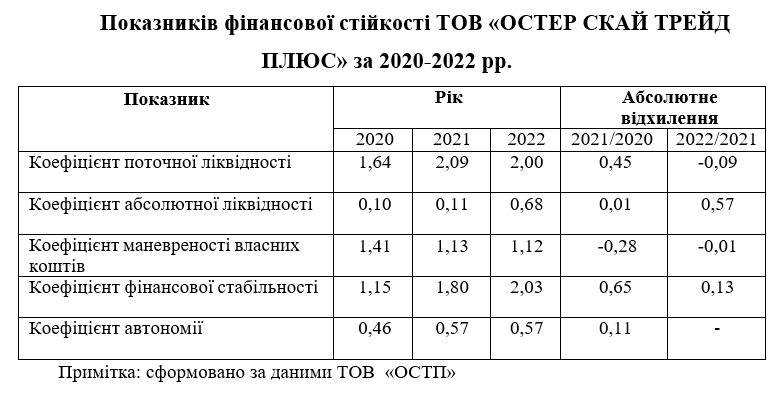 Показників фінансової стійкості ТОВ «ОСТЕР СКАЙ ТРЕЙД
ПЛЮС» за 2020-2022 рр.
Показник Рік Абсолютне
відхилення
2020 2021 2022 2021/2020 2022/2021
Коефіцієнт поточної ліквідності 1,64 2,09 2,00 0,45 -0,09
Коефіцієнт абсолютної ліквідності 0,10 0,11 0,68 0,01 0,57
Коефіцієнт маневреності власних 1,41 1,13 1,12 -0,28 -0,01
коштів
Коефіцієнт фінансової стабільності 1,15 1,80 2,03 0,65 0,13
Коефіцієнт автономії 0,46 0,57 0,57 0,11 -
Примітка: сформовано за даними ТОВ «ОСТП»